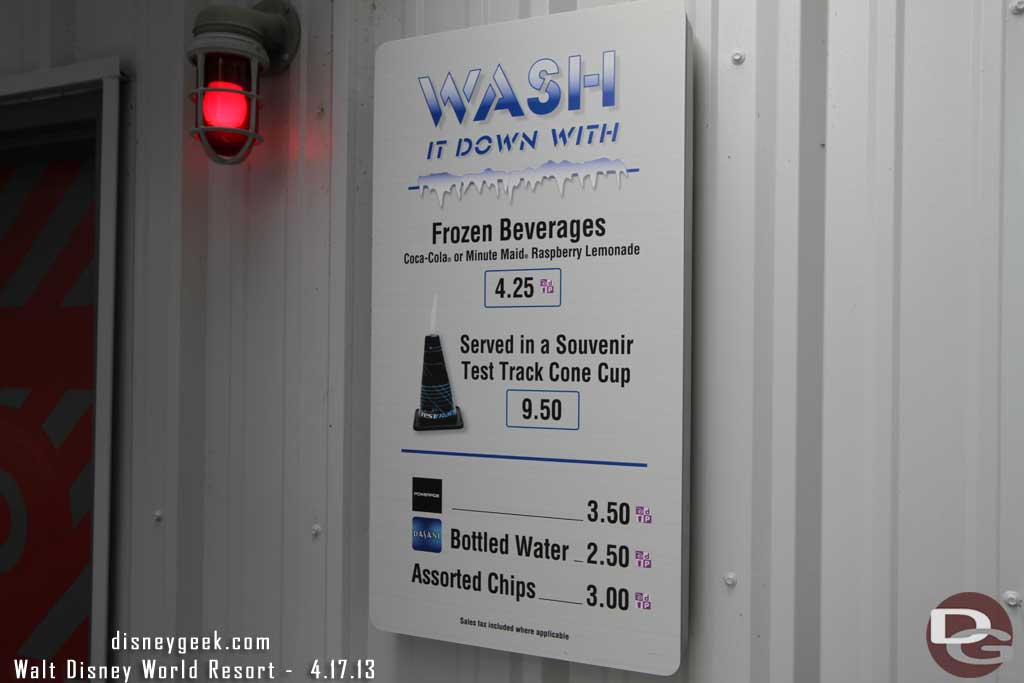 WASH
IT DOWN WITH
Frozen Beverages
Coca-Cola® or Minute Maid® Raspberry Lemonade
4.25
Served in a Souvenir
Test Track Cone Cup
9.50
POWERADE
3.50
DASANI
Bottled Water 2.50
Assorted Chips 3.00
Sales tax included where applicable
disneygeek.com
Walt Disney World Resort - 4.17.13
DG